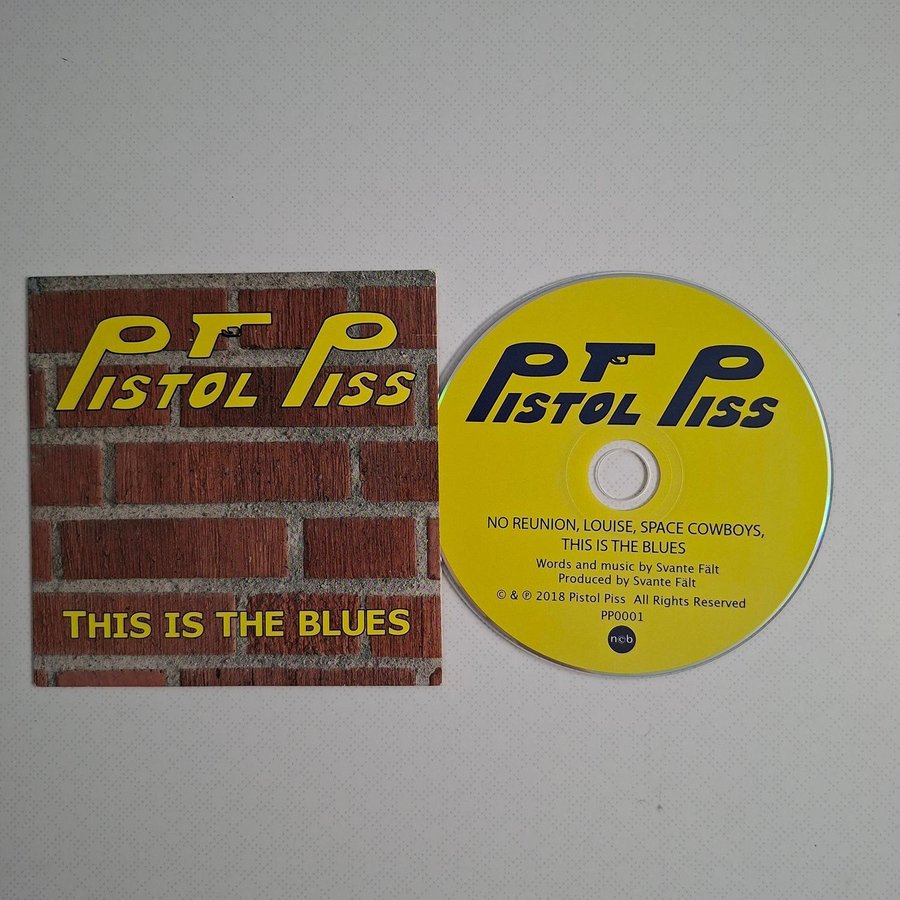 PISTOL PISS
THIS IS THE BLUES
PISTOL PISS
NO REUNION, LOUISE, SPACE COWBOYS,
THIS IS THE BLUES
Words and music by Svante Fält
Produced by Svante Fält
© & ℗ 2018 Pistol Piss All Rights Reserved
PP0001
n©b